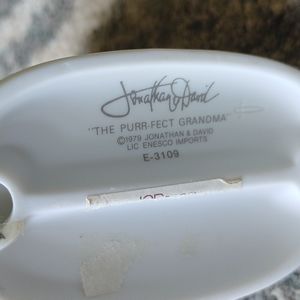 Jonathan & David
"THE PURR-FECT GRANDMA"
©1979 JONATHAN & DAVID
LIC ENESCO IMPORTS
E-3109